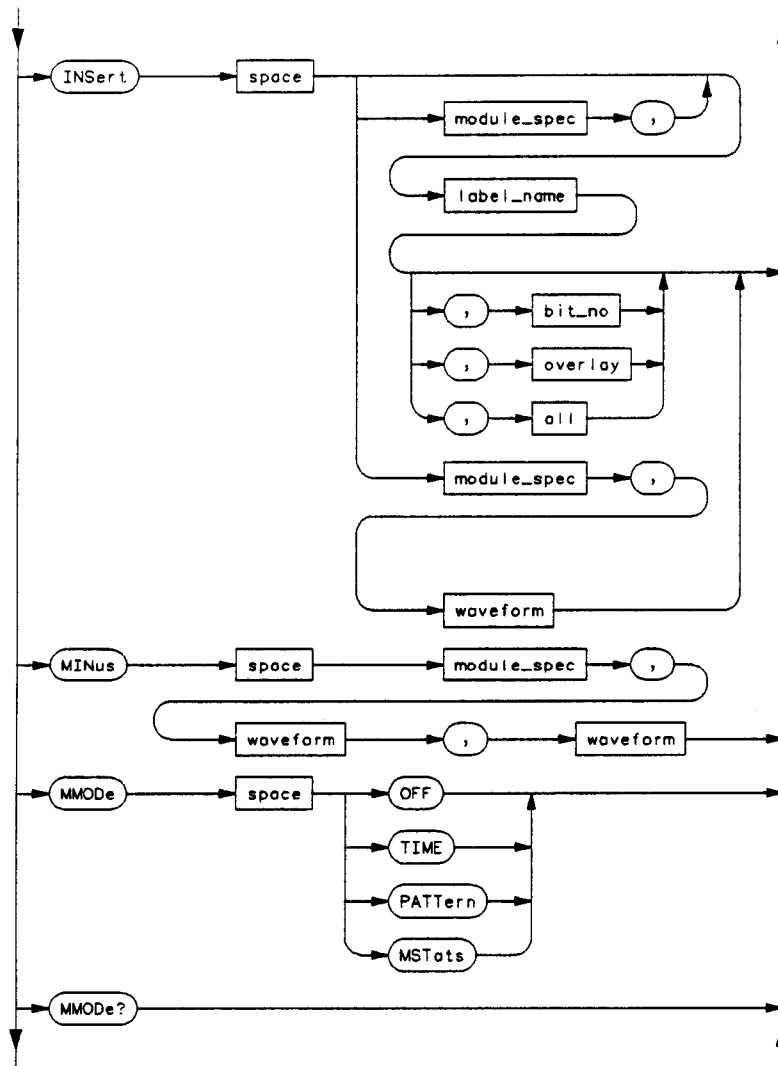 INSert space
module_spec ,
label_name
, bit_no
, overlay
, all
module_spec ,
waveform
MINus space module_spec ,
waveform , waveform
MMODe space OFF
TIME
PATTern
MSTats
MMODe?